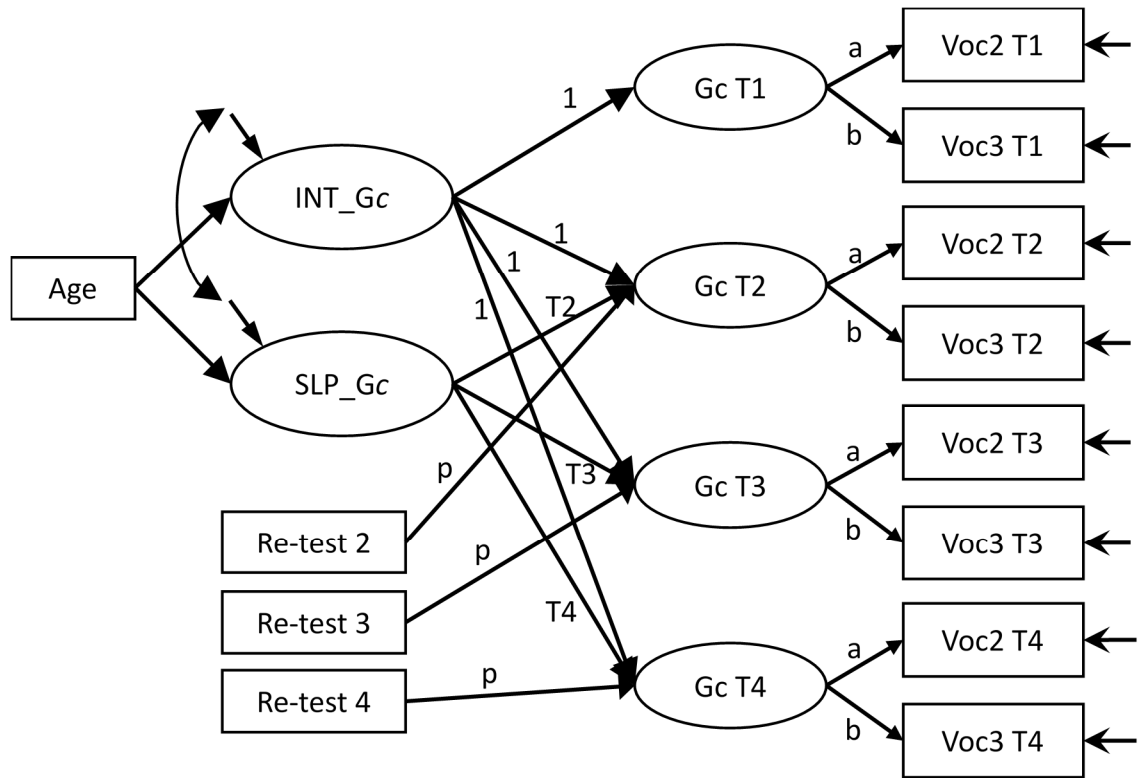 Age
INT_Gc
SLP_Gc
Re-test 2
Re-test 3
Re-test 4
1
1
1
1
T2
T3
T4
p
p
p
Gc T1
Gc T2
Gc T3
Gc T4
a
b
a
b
a
b
a
b
Voc2 T1
Voc3 T1
Voc2 T2
Voc3 T2
Voc2 T3
Voc3 T3
Voc2 T4
Voc3 T4